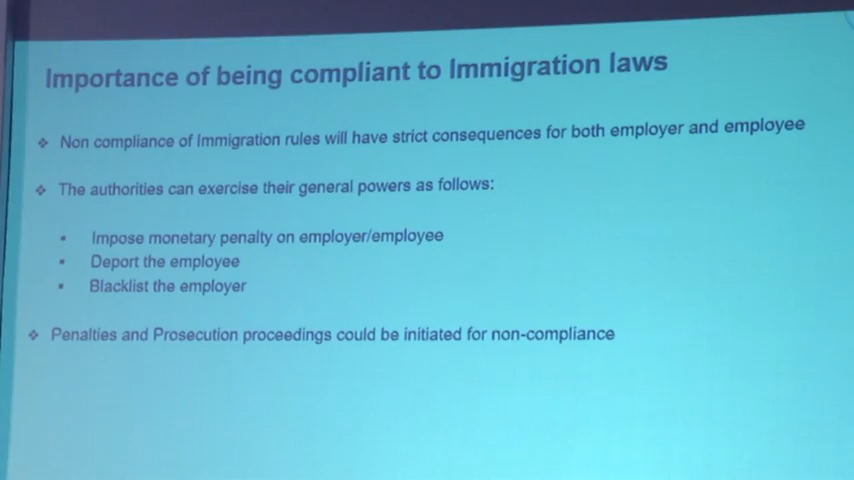 Importance of being compliant to Immigration laws
❖ Non compliance of Immigration rules will have strict consequences for both employer and employee
❖ The authorities can exercise their general powers as follows:
▪ Impose monetary penalty on employer/employee
▪ Deport the employee
▪ Blacklist the employer
❖ Penalties and Prosecution proceedings could be initiated for non-compliance